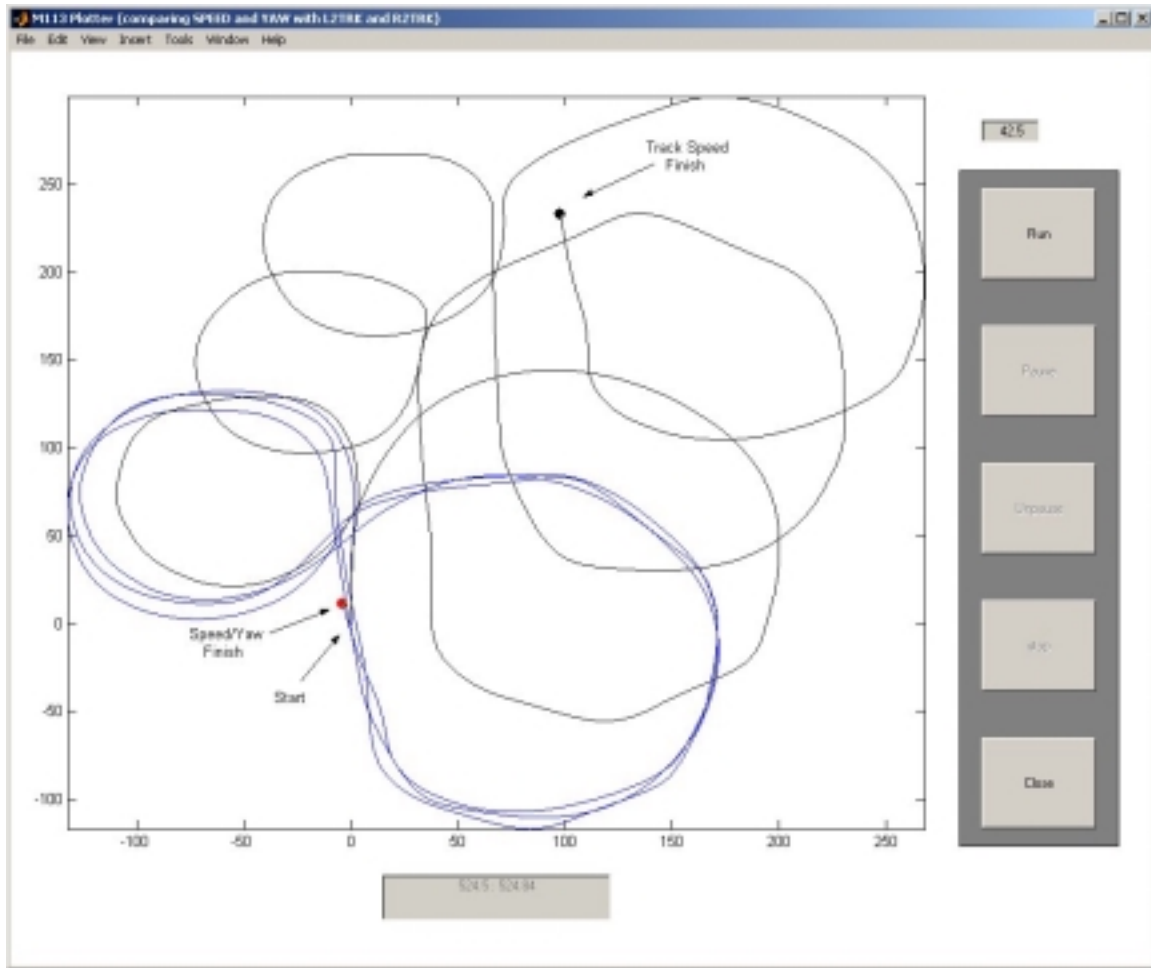 M113 Plotter (comparing SPEED and YAW with L2TRK and R2TRK)
File Edit View Insert Tools Window Help
42.5
Track Speed
Finish
Run
Pause
Unpause
stop
Close
Speed/Yaw
Finish
Start
250
200
150
100
50
0
-50
-100
-100 -50 0 50 100 150 200 250
524.5 : 524.84